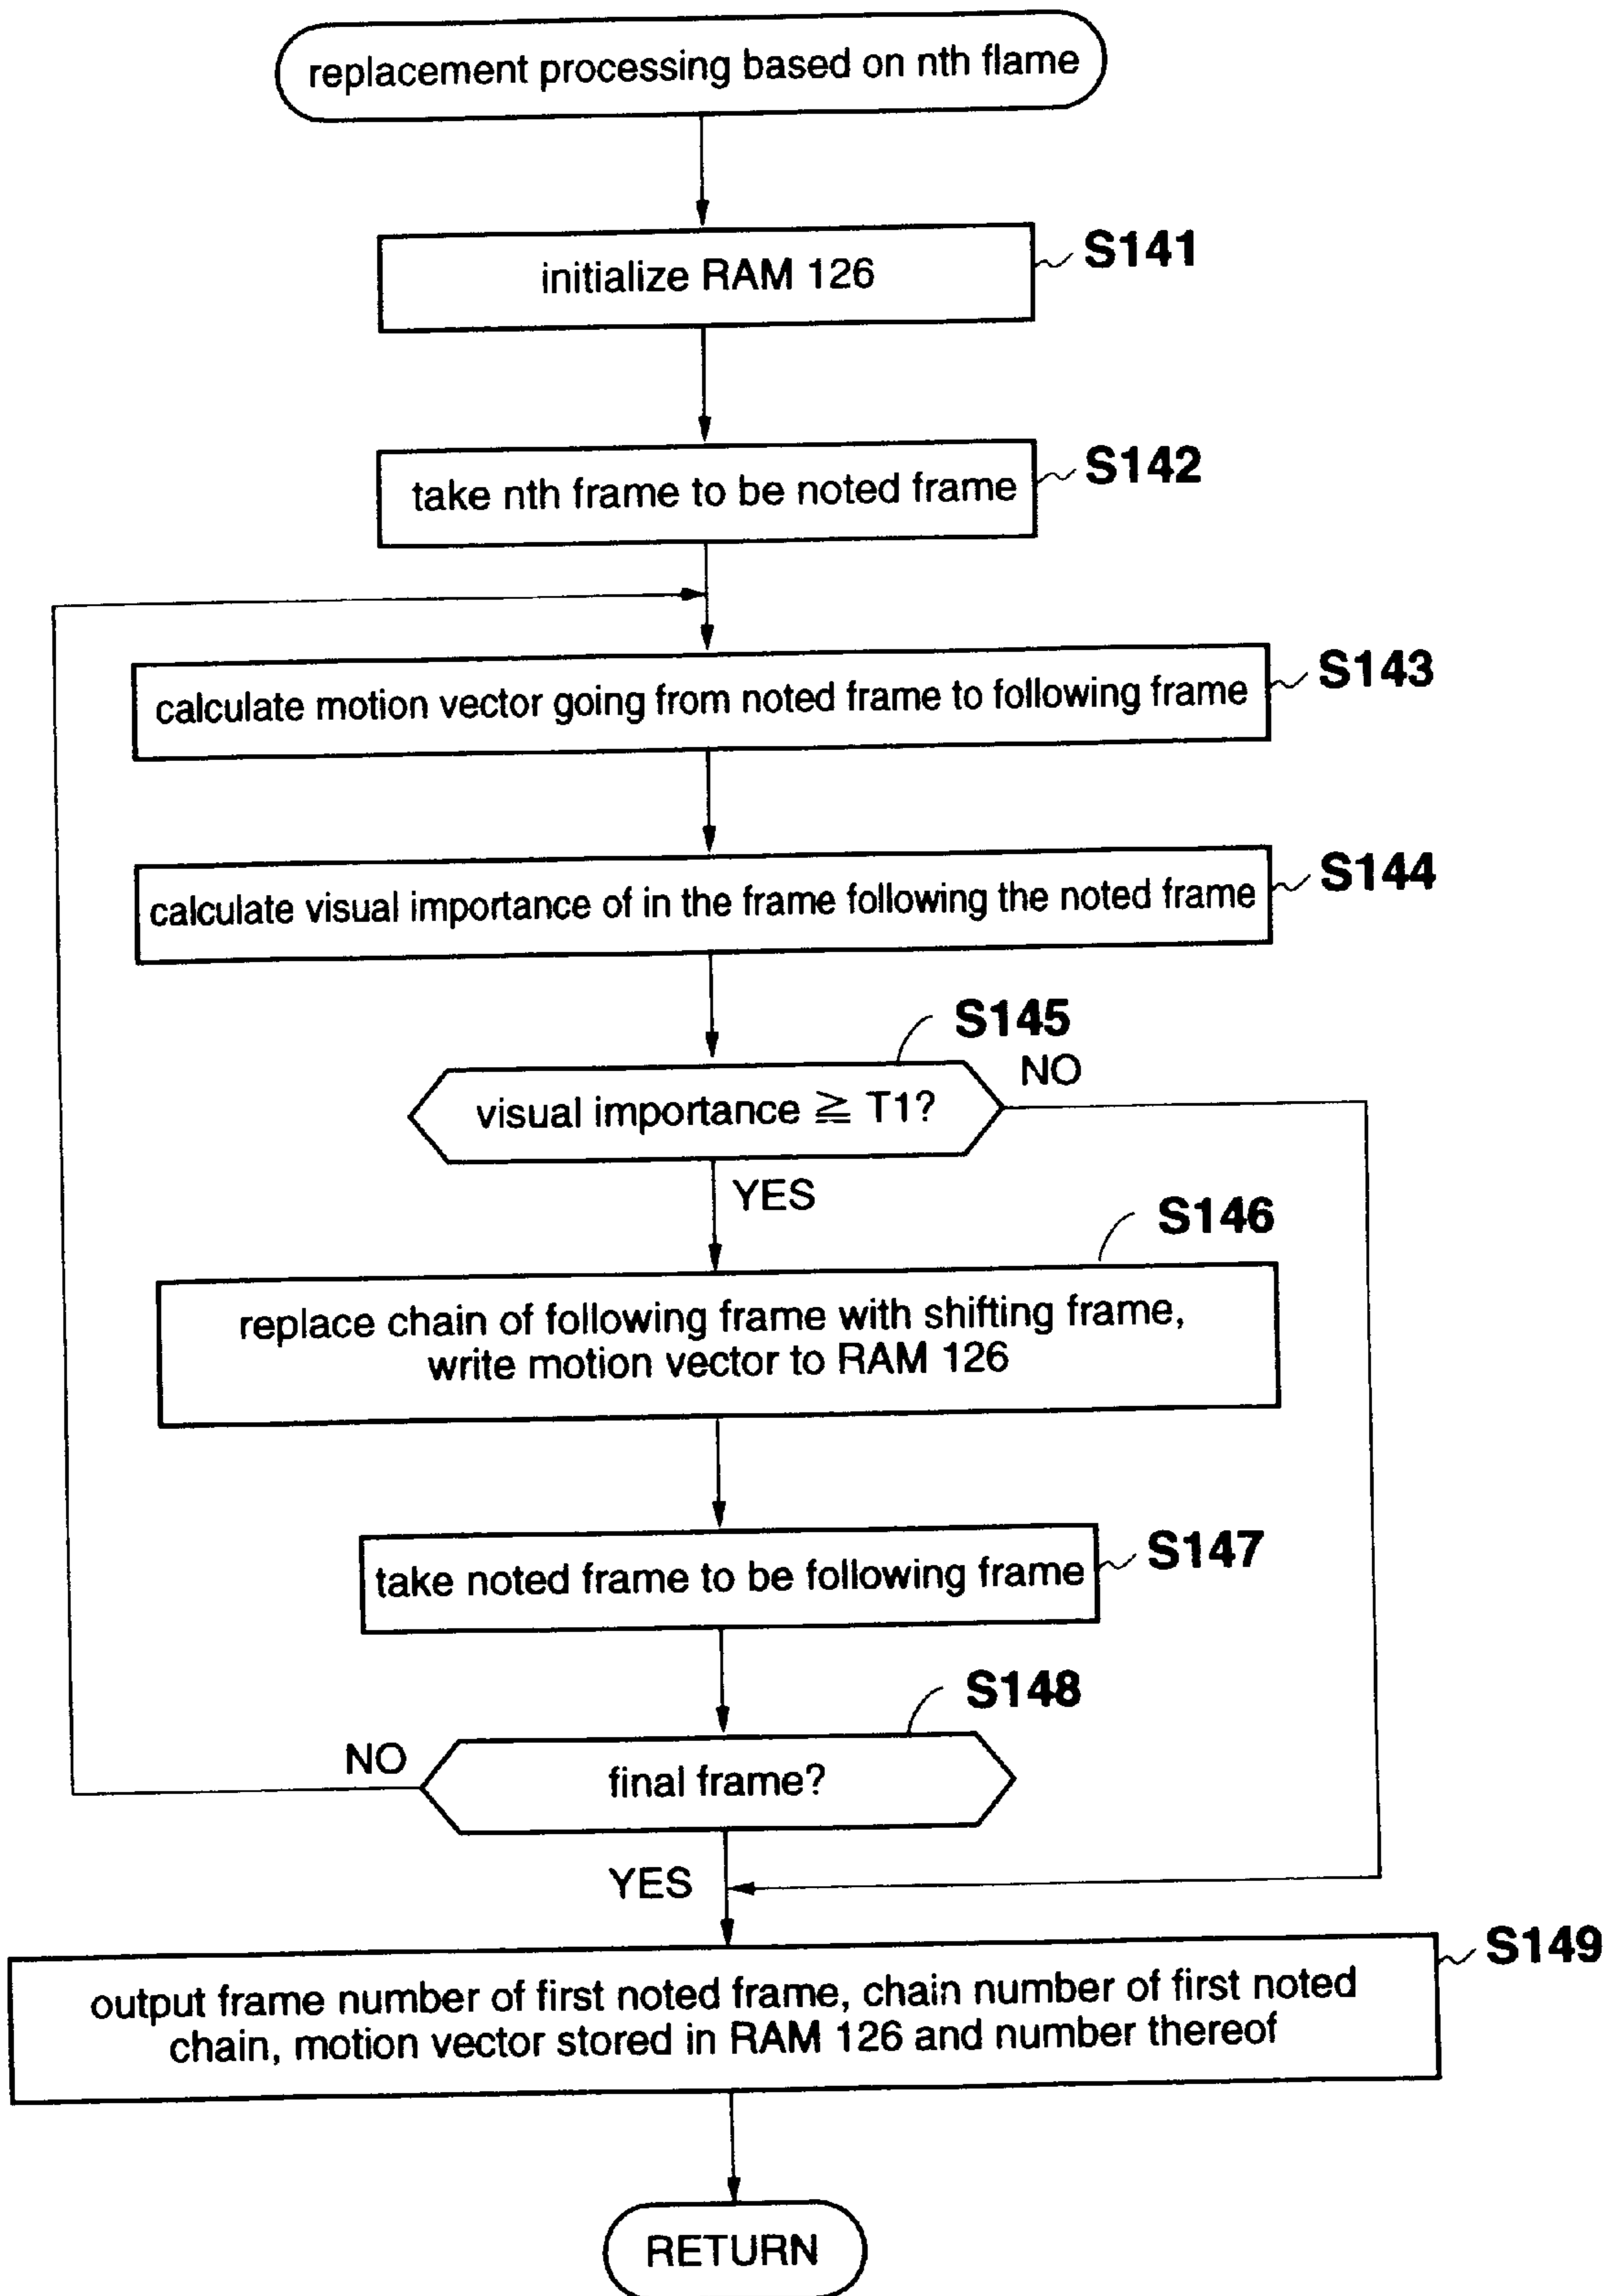 replacement processing based on nth flame
initialize RAM 126
S141
take nth frame to be noted frame
S142
calculate motion vector going from noted frame to following frame
S143
calculate visual importance of in the frame following the noted frame
S144
S145
visual importance ≧ T1?
NO
YES
S146
replace chain of following frame with shifting frame,
write motion vector to RAM 126
take noted frame to be following frame
S147
S148
NO
final frame?
YES
S149
output frame number of first noted frame, chain number of first noted
chain, motion vector stored in RAM 126 and number thereof
RETURN